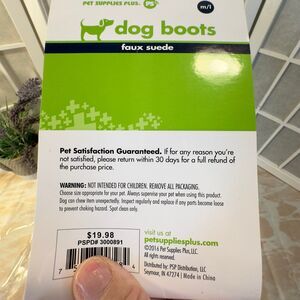 PET SUPPLIES PLUS. PS
m/l
dog boots
faux suede
Pet Satisfaction Guaranteed. If for any reason you're
not satisfied, please return within 30 days for a full refund of
the purchase price.
WARNING: NOT INTENDED FOR CHILDREN. REMOVE ALL PACKAGING.
Choose size appropriate for your pet. Always supervise your pet when using this product.
Dog can chew item unexpectedly. Inspect regularly and replace if any parts become loose
to prevent choking hazard. Spot clean only.
$19.98
PSPD# 3000891
visit us at
petsuppliesplus.com
©2016 Pet Supplies Plus, LLC.
All rights reserved.
Distributed by: PSP Distribution, LLC
Seymour, IN 47274 | Made in China